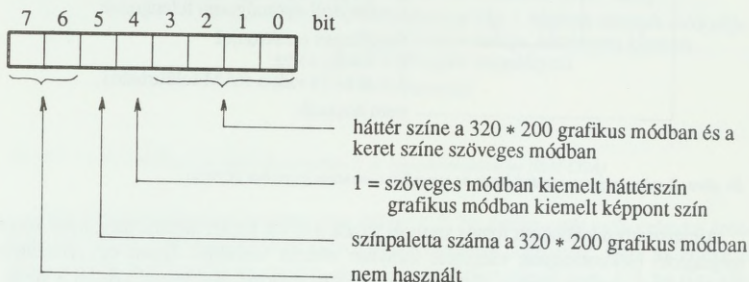 7 6 5 4 3 2 1 0 bit
háttér színe a 320 * 200 grafikus módban és a
keret színe szöveges módban
1 = szöveges módban kiemelt háttérszín
grafikus módban kiemelt képpont szín
színpaletta száma a 320 * 200 grafikus módban
nem használt